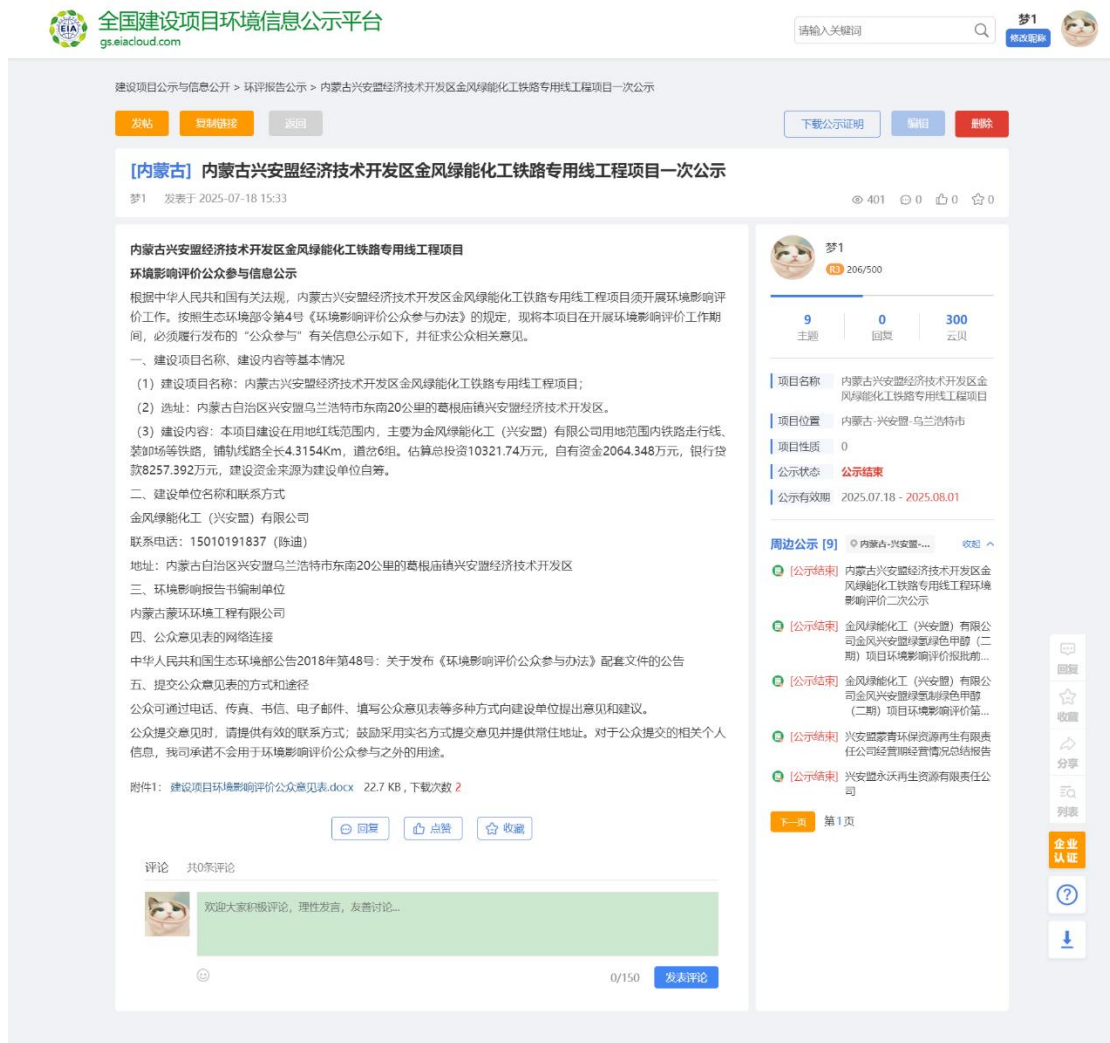 全国建设项目环境信息公示平台
gs.eiacloud.com
请输入关键词
梦1
修改昵称
建设项目公示与信息公开 > 环评报告公示 > 内蒙古兴安盟经济技术开发区金风绿能化工铁路专用线工程项目一次公示
发帖 复制链接 返回
下载公示证明 编辑 删除
[内蒙古] 内蒙古兴安盟经济技术开发区金风绿能化工铁路专用线工程项目一次公示
梦1 发表于 2025-07-18 15:33
401 0 0 0
内蒙古兴安盟经济技术开发区金风绿能化工铁路专用线工程项目
环境影响评价公众参与信息公示
根据中华人民共和国有关法规，内蒙古兴安盟经济技术开发区金风绿能化工铁路专用线工程项目须开展环境影响评
价工作。按照生态环境部令第4号《环境影响评价公众参与办法》的规定，现将本项目在开展环境影响评价工作期
间，必须履行发布的“公众参与”有关信息公示如下，并征求公众相关意见。
一、建设项目名称、建设内容等基本情况
（1）建设项目名称：内蒙古兴安盟经济技术开发区金风绿能化工铁路专用线工程项目；
（2）选址：内蒙古自治区兴安盟乌兰浩特市东南20公里的葛根庙镇兴安盟经济技术开发区。
（3）建设内容：本项目建设在用地红线范围内，主要为金风绿能化工（兴安盟）有限公司用地范围内铁路走行线、
装卸场等铁路，铺轨线路全长4.3154Km，道岔6组。估算总投资10321.74万元，自有资金2064.348万元，银行贷
款8257.392万元，建设资金来源为建设单位自筹。
二、建设单位名称和联系方式
金风绿能化工（兴安盟）有限公司
联系电话：15010191837（陈迪）
地址：内蒙古自治区兴安盟乌兰浩特市东南20公里的葛根庙镇兴安盟经济技术开发区
三、环境影响报告书编制单位
内蒙古蒙环环境工程有限公司
四、公众意见表的网络连接
中华人民共和国生态环境部公告2018年第48号：关于发布《环境影响评价公众参与办法》配套文件的公告
五、提交公众意见表的方式和途径
公众可通过电话、传真、书信、电子邮件、填写公众意见表等多种方式向建设单位提出意见和建议。
公众提交意见时，请提供有效的联系方式；鼓励采用实名方式提交意见并提供常住地址。对于公众提交的相关个人
信息，我司承诺不会用于环境影响评价公众参与之外的用途。
附件1： 建设项目环境影响评价公众意见表.docx 22.7 KB , 下载次数 2
回复 点赞 收藏
评论 共0条评论
欢迎大家积极评论，理性发言，友善讨论...
0/150 发表评论
梦1
R3 206/500
9 0 300
主题 回复 云贝
项目名称 内蒙古兴安盟经济技术开发区金
风绿能化工铁路专用线工程项目
项目位置 内蒙古-兴安盟-乌兰浩特市
项目性质 0
公示状态 公示结束
公示有效期 2025.07.18 - 2025.08.01
周边公示 [9] 内蒙古-兴安盟-... 收起
[公示结束] 内蒙古兴安盟经济技术开发区金
风绿能化工铁路专用线工程环境
影响评价二次公示
[公示结束] 金风绿能化工（兴安盟）有限公
司金风兴安盟绿氢绿色甲醇（二
期）项目环境影响评价报批前...
[公示结束] 金风绿能化工（兴安盟）有限公
司金风兴安盟绿氢制绿色甲醇
（二期）项目环境影响评价第...
[公示结束] 兴安盟蒙青环保资源再生有限责
任公司经营期经营情况总结报告
[公示结束] 兴安盟永沃再生资源有限责任公
司
下一页 第1页
回复
收藏
分享
列表
企业
认证